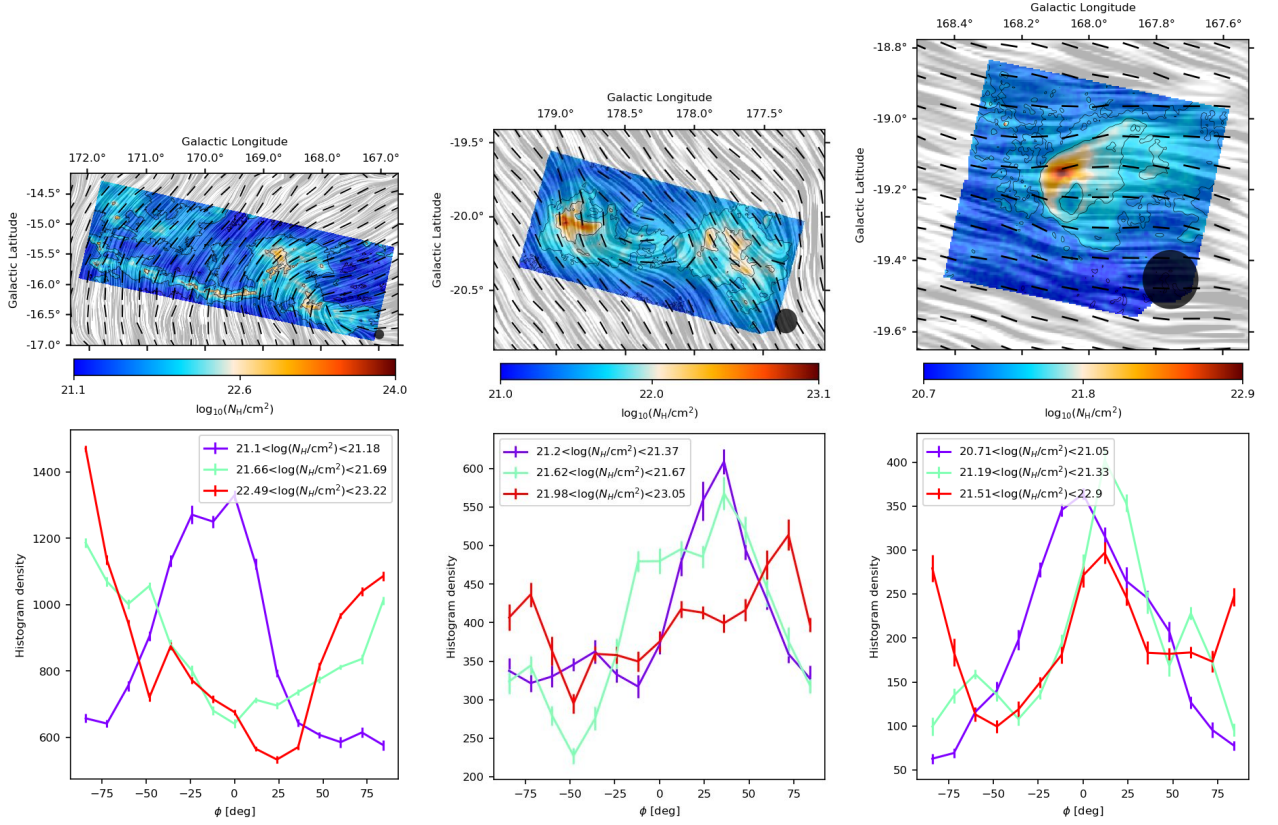 Galactic Longitude
168.4° 168.2° 168.0° 167.8° 167.6°
-18.8°
-19.0°
-19.2°
-19.4°
-19.6°
Galactic Latitude
20.7 21.8 22.9
log10(NH/cm2)
Galactic Longitude
179.0° 178.5° 178.0° 177.5°
-19.5°
-20.0°
-20.5°
Galactic Latitude
21.0 22.0 23.1
log10(NH/cm2)
Galactic Longitude
172.0° 171.0° 170.0° 169.0° 168.0° 167.0°
-14.5°
-15.0°
-15.5°
-16.0°
-16.5°
-17.0°
Galactic Latitude
21.1 22.6 24.0
log10(NH/cm2)
21.1<log(NH/cm2)<21.18
21.66<log(NH/cm2)<21.69
22.49<log(NH/cm2)<23.22
1400
1200
1000
800
600
Histogram density
−75 −50 −25 0 25 50 75
ϕ [deg]
21.2<log(NH/cm2)<21.37
21.62<log(NH/cm2)<21.67
21.98<log(NH/cm2)<23.05
600
550
500
450
400
350
300
250
200
Histogram density
−75 −50 −25 0 25 50 75
ϕ [deg]
20.71<log(NH/cm2)<21.05
21.19<log(NH/cm2)<21.33
21.51<log(NH/cm2)<22.9
400
350
300
250
200
150
100
50
Histogram density
−75 −50 −25 0 25 50 75
ϕ [deg]